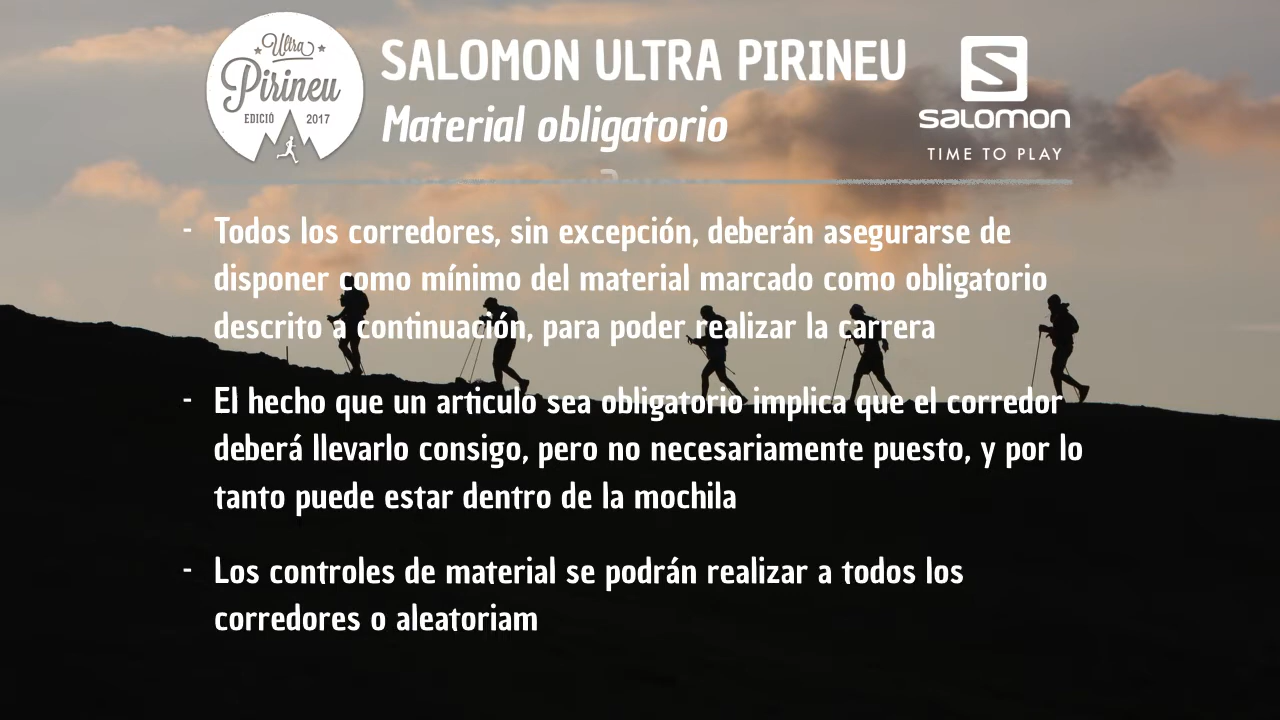 Ultra
Pirineu
EDICIÓ 2017
SALOMON ULTRA PIRINEU
Material obligatorio
SALOMON
TIME TO PLAY
- Todos los corredores, sin excepción, deberán asegurarse de
disponer como mínimo del material marcado como obligatorio
descrito a continuación, para poder realizar la carrera
- El hecho que un articulo sea obligatorio implica que el corredor
deberá llevarlo consigo, pero no necesariamente puesto, y por lo
tanto puede estar dentro de la mochila
- Los controles de material se podrán realizar a todos los
corredores o aleatoriam